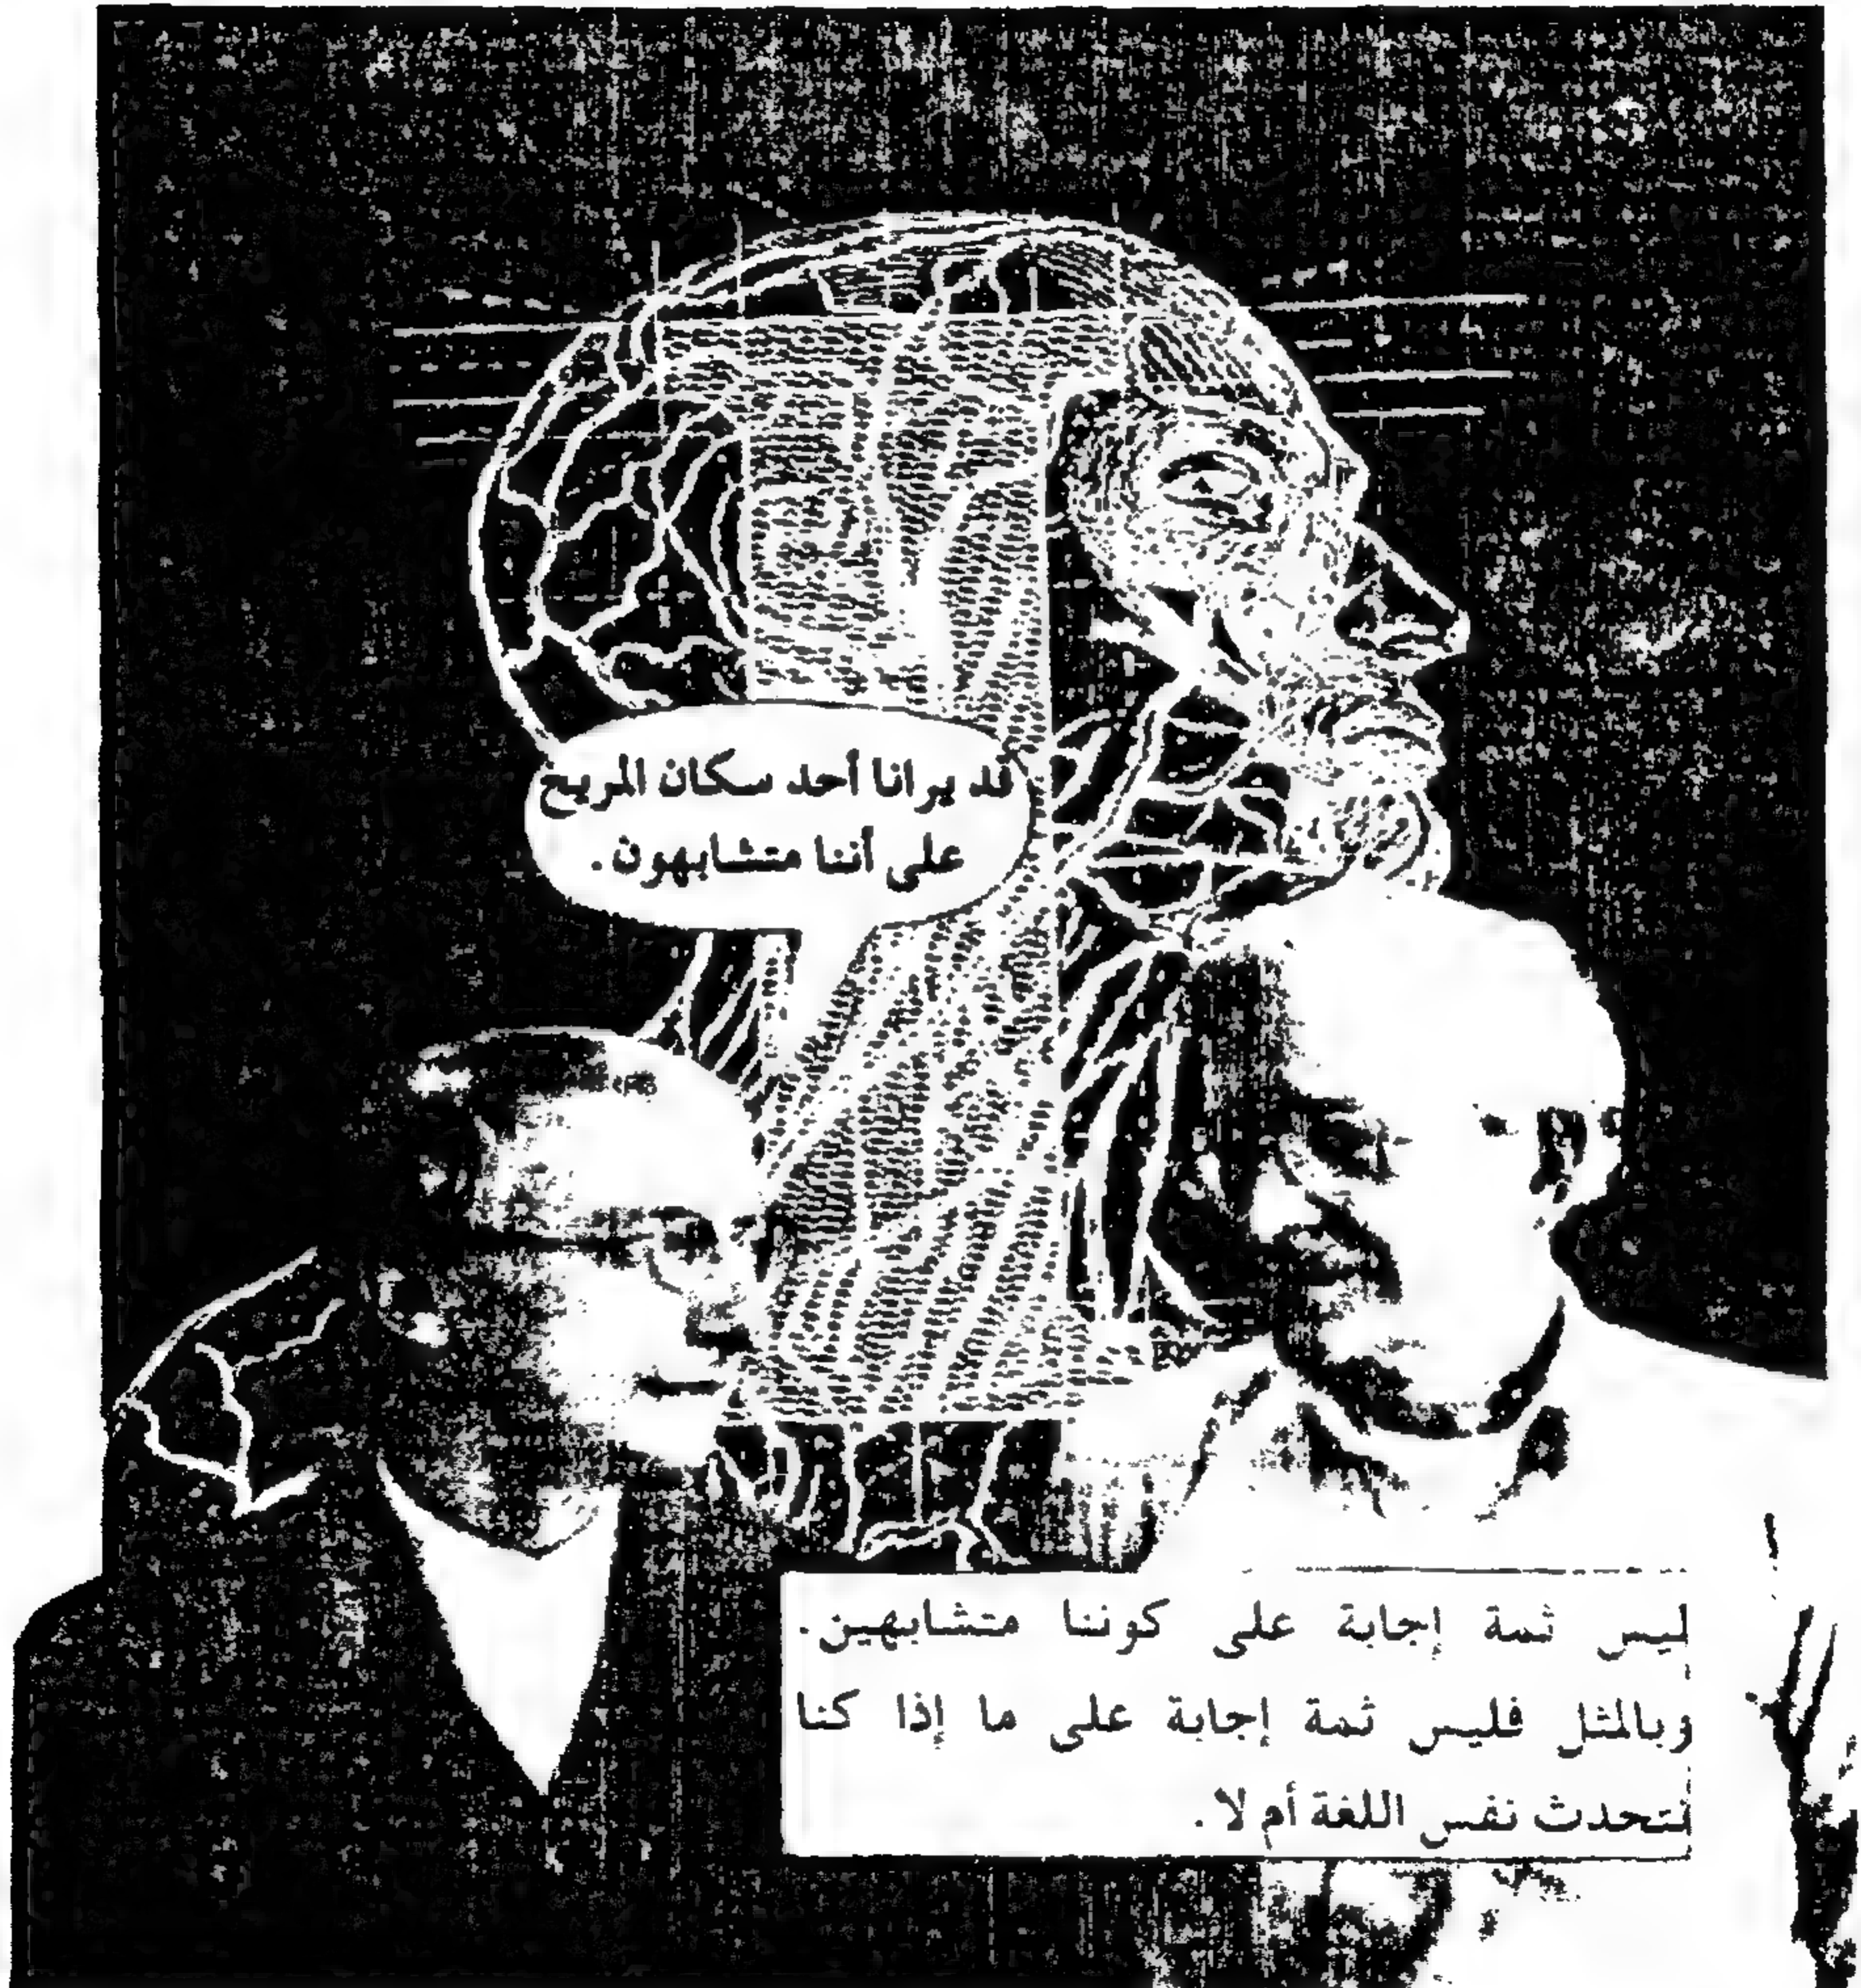 قد يرانا أحد سكان المريخ
على أننا متشابهون.
ليس ثمة إجابة على كوننا متشابهين.
وبالمثل فليس ثمة إجابة على ما إذا كنا
نتحدث نفس اللغة أم لا.